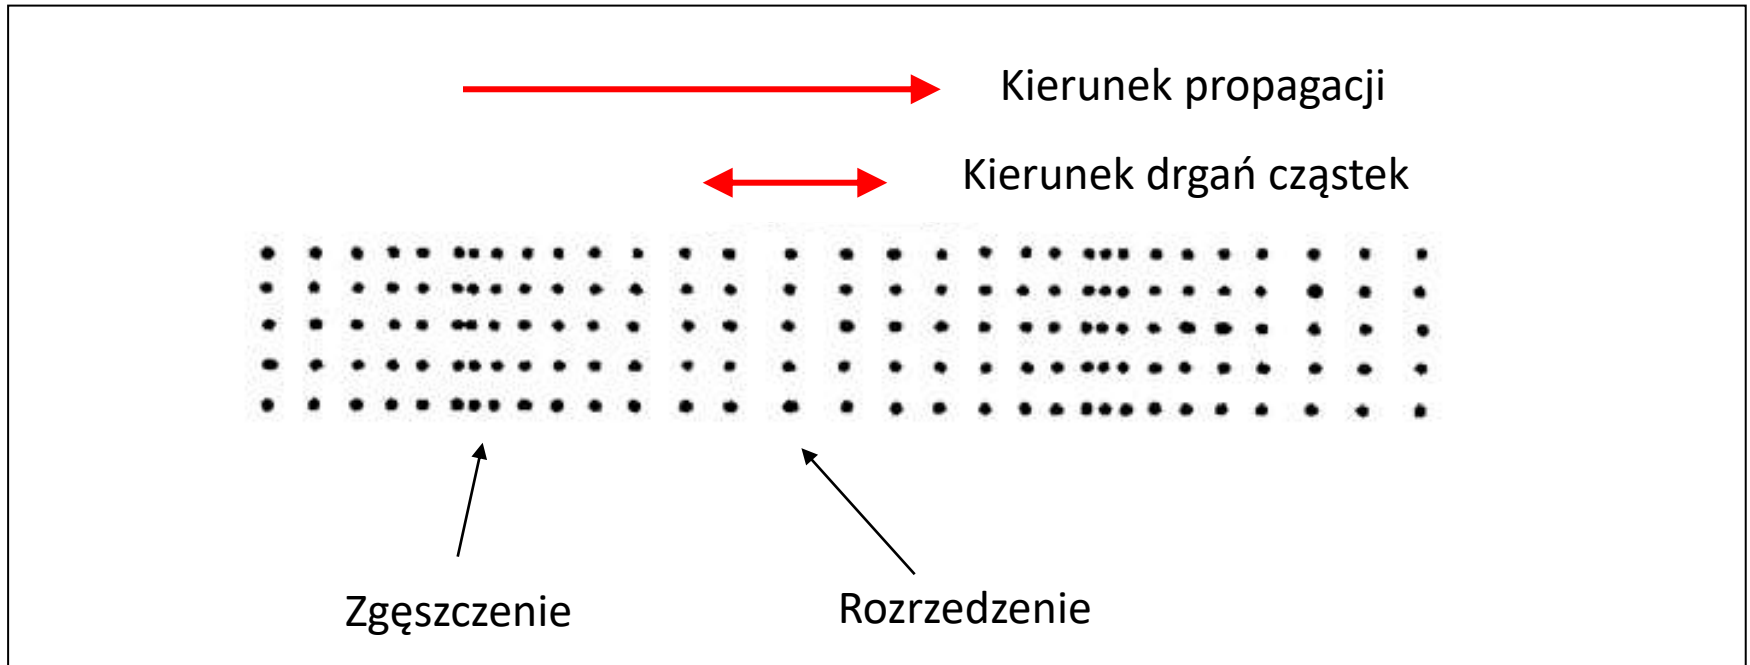 Kierunek propagacji
Kierunek drgań cząstek
Zgęszczenie
Rozrzedzenie